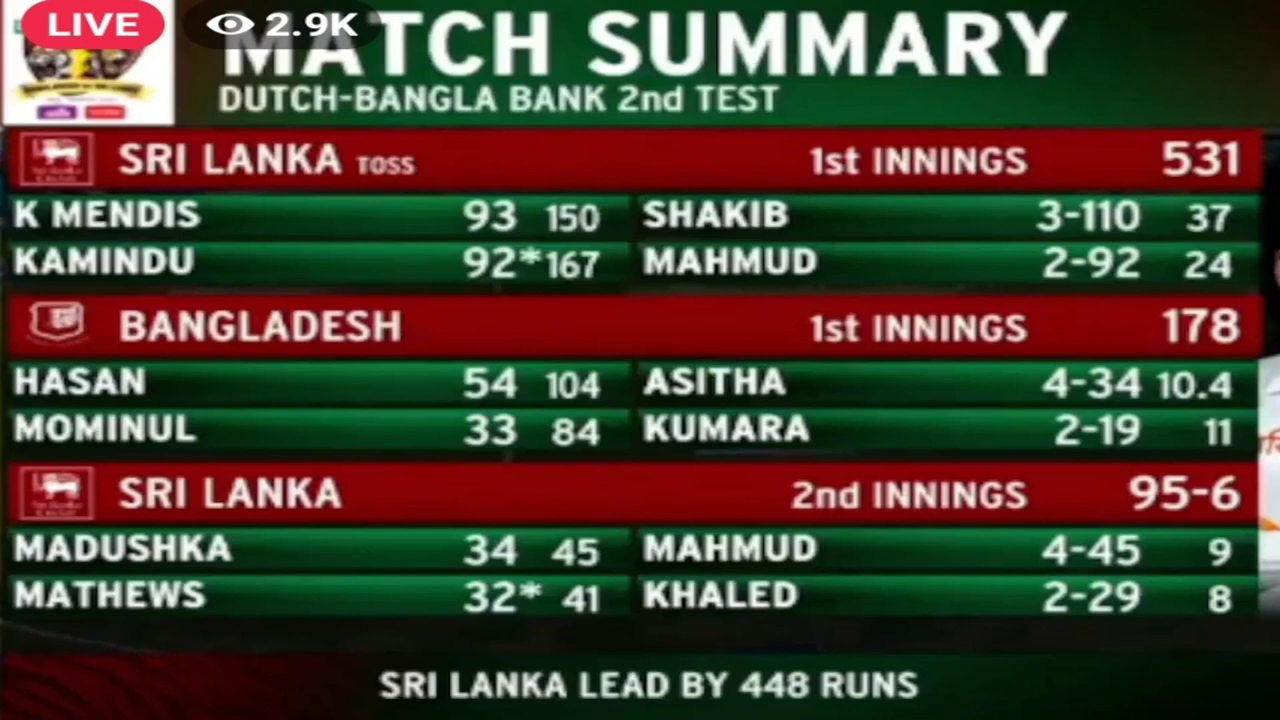 LIVE 2.9K
MATCH SUMMARY
DUTCH-BANGLA BANK 2nd TEST
SRI LANKA TOSS 1st INNINGS 531
K MENDIS 93 150 SHAKIB 3-110 37
KAMINDU 92* 167 MAHMUD 2-92 24
BANGLADESH 1st INNINGS 178
HASAN 54 104 ASITHA 4-34 10.4
MOMINUL 33 84 KUMARA 2-19 11
SRI LANKA 2nd INNINGS 95-6
MADUSHKA 34 45 MAHMUD 4-45 9
MATHEWS 32* 41 KHALED 2-29 8
SRI LANKA LEAD BY 448 RUNS